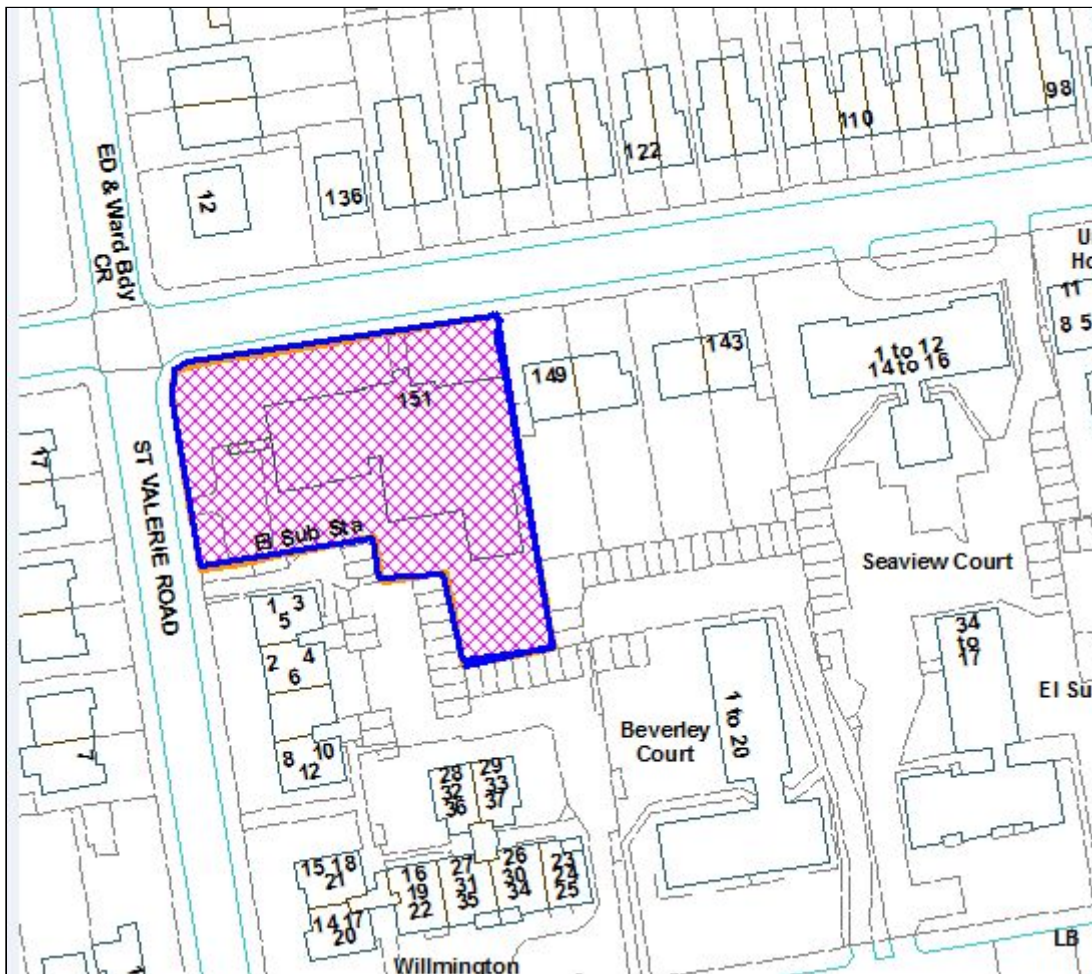 98
110
122
136
12
ED & Ward Bdy
CR
U
Ho
11
8 5
143
149
1 to 12
14 to 16
151
17
El Sub Sta
ST VALERIE ROAD
Seaview Court
1 3
5
2 4
6
34
to
17
El Su
1 to 20
Beverley
Court
7
8 10
12
28 29
32 33
36 37
15 18
21
16 27 26 23
19 31 30 24
22 35 34 25
14 17
20
LB
Willmington